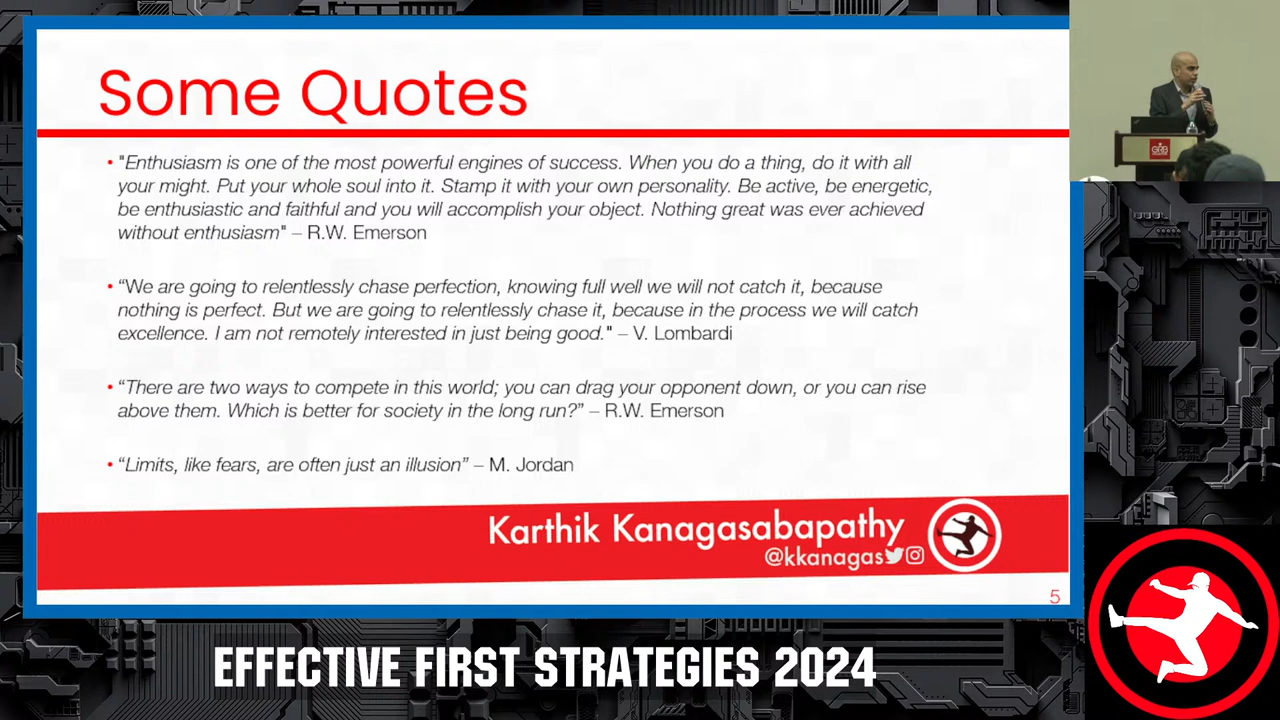 Some Quotes
• "Enthusiasm is one of the most powerful engines of success. When you do a thing, do it with all
your might. Put your whole soul into it. Stamp it with your own personality. Be active, be energetic,
be enthusiastic and faithful and you will accomplish your object. Nothing great was ever achieved
without enthusiasm" – R.W. Emerson
• “We are going to relentlessly chase perfection, knowing full well we will not catch it, because
nothing is perfect. But we are going to relentlessly chase it, because in the process we will catch
excellence. I am not remotely interested in just being good." – V. Lombardi
• “There are two ways to compete in this world; you can drag your opponent down, or you can rise
above them. Which is better for society in the long run?” – R.W. Emerson
• “Limits, like fears, are often just an illusion” – M. Jordan
Karthik Kanagasabapathy
@kkanagas
5
EFFECTIVE FIRST STRATEGIES 2024